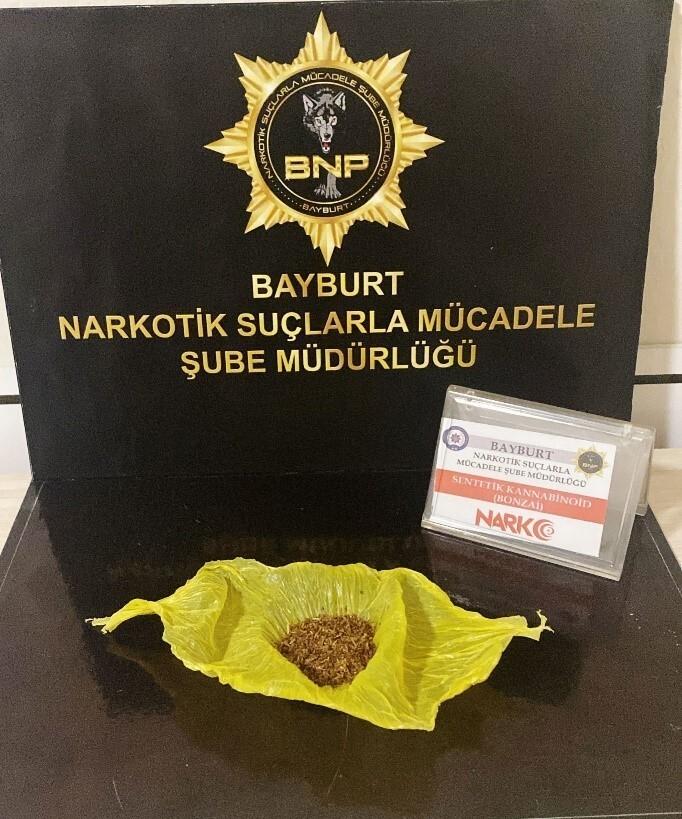 NARKOTİK SUÇLARLA MÜCADELE ŞUBE MÜDÜRLÜĞÜ
BNP
BAYBURT
BAYBURT
NARKOTİK SUÇLARLA MÜCADELE
ŞUBE MÜDÜRLÜĞÜ
BAYBURT
NARKOTİK SUÇLARLA
MÜCADELE ŞUBE MÜDÜRLÜĞÜ
BNP
SENTETİK KANNABİNOİD
(BONZAİ)
NARKO